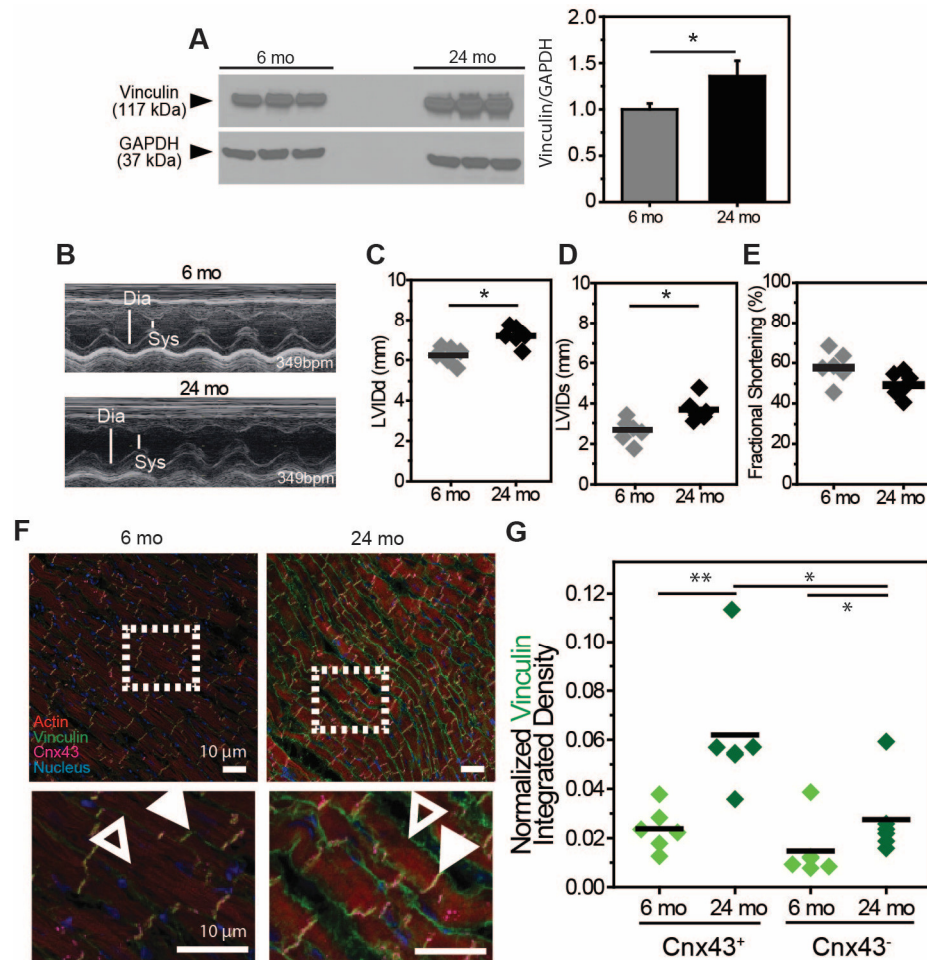 A
6 mo
24 mo
Vinculin
(117 kDa)
GAPDH
(37 kDa)
Vinculin/GAPDH
2.0
1.5
1.0
0.5
0
*
6 mo
24 mo
B
6 mo
Dia
Sys
349bpm
24 mo
Dia
Sys
349bpm
C
LVIDd (mm)
10
8
6
4
2
0
*
6 mo
24 mo
D
LVIDs (mm)
10
8
6
4
2
0
*
6 mo
24 mo
E
Fractional Shortening (%)
100
80
60
40
20
0
6 mo
24 mo
F
6 mo
24 mo
Actin
Vinculin
Cnx43
Nucleus
10 µm
10 µm
G
Normalized Vinculin
Integrated Density
0.12
0.10
0.08
0.06
0.04
0.02
0.00
**
*
*
6 mo
24 mo
6 mo
24 mo
Cnx43⁺
Cnx43⁻